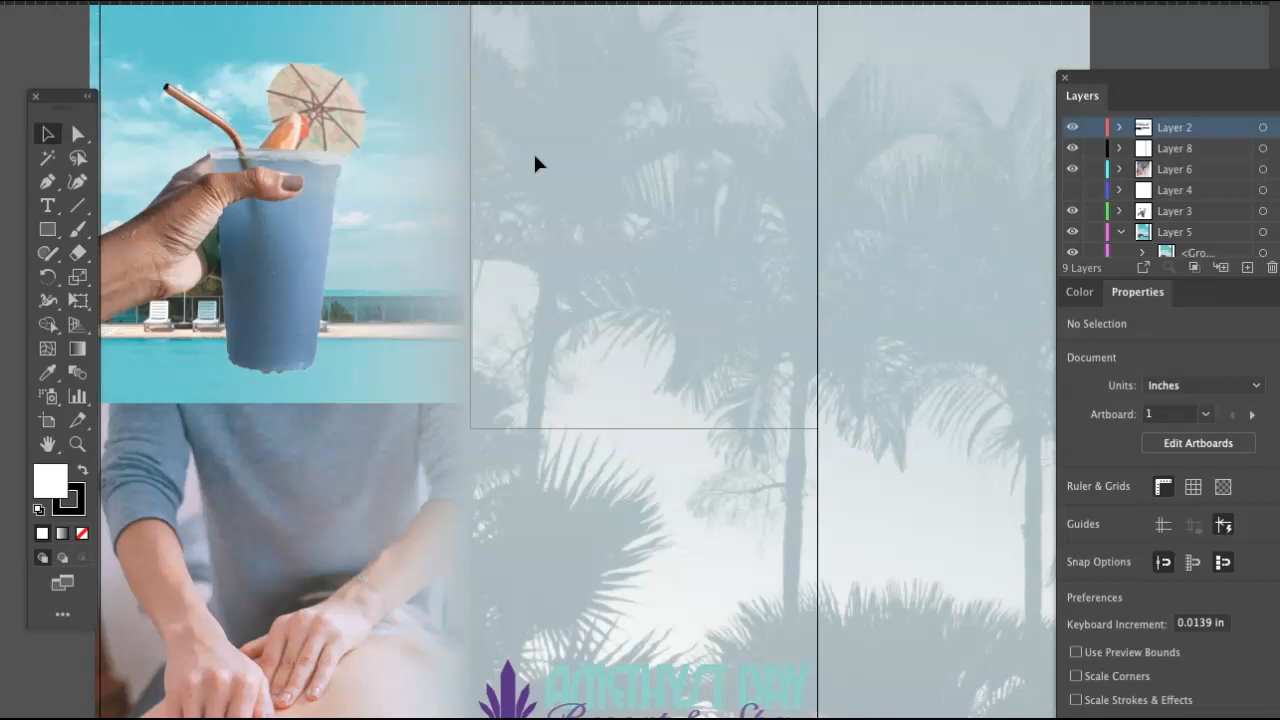 Layers
Layer 2
Layer 8
Layer 6
Layer 4
Layer 3
Layer 5
<Gro...
9 Layers
Color Properties
No Selection
Document
Units: Inches
Artboard: 1
Edit Artboards
Ruler & Grids
Guides
Snap Options
Preferences
Keyboard Increment: 0.0139 in
Use Preview Bounds
Scale Corners
Scale Strokes & Effects